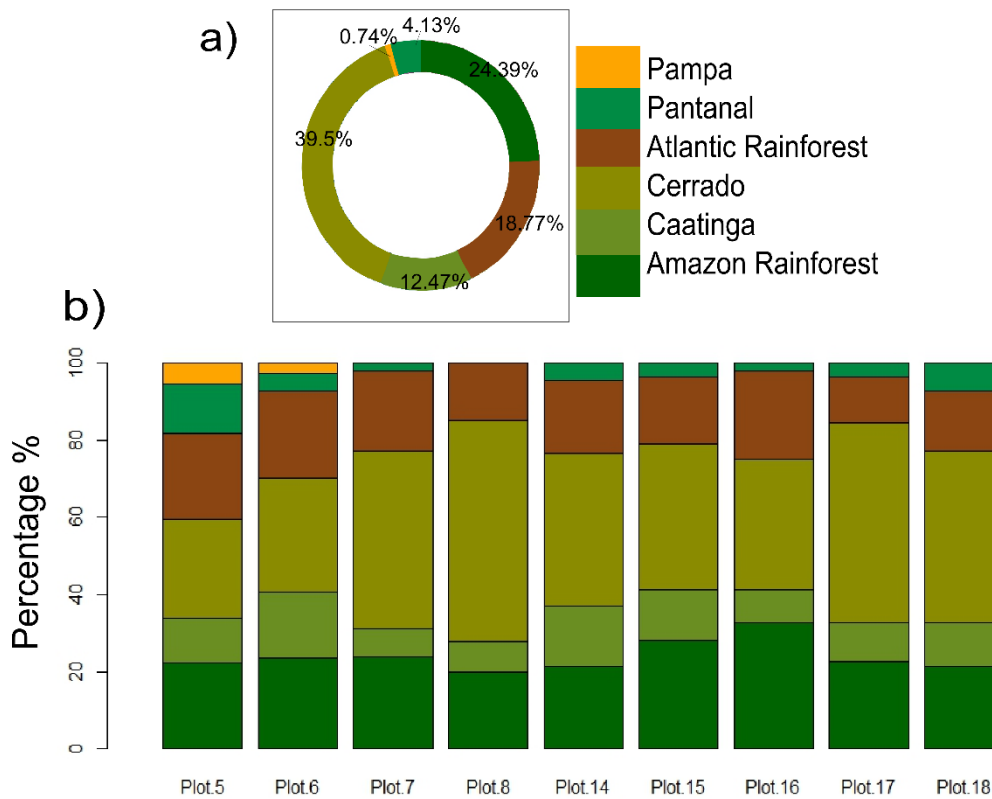 a)
0.74%
4.13%
24.39%
39.5%
18.77%
12.47%
Pampa
Pantanal
Atlantic Rainforest
Cerrado
Caatinga
Amazon Rainforest
b)
Percentage %
100
80
60
40
20
0
Plot.5 Plot.6 Plot.7 Plot.8 Plot.14 Plot.15 Plot.16 Plot.17 Plot.18